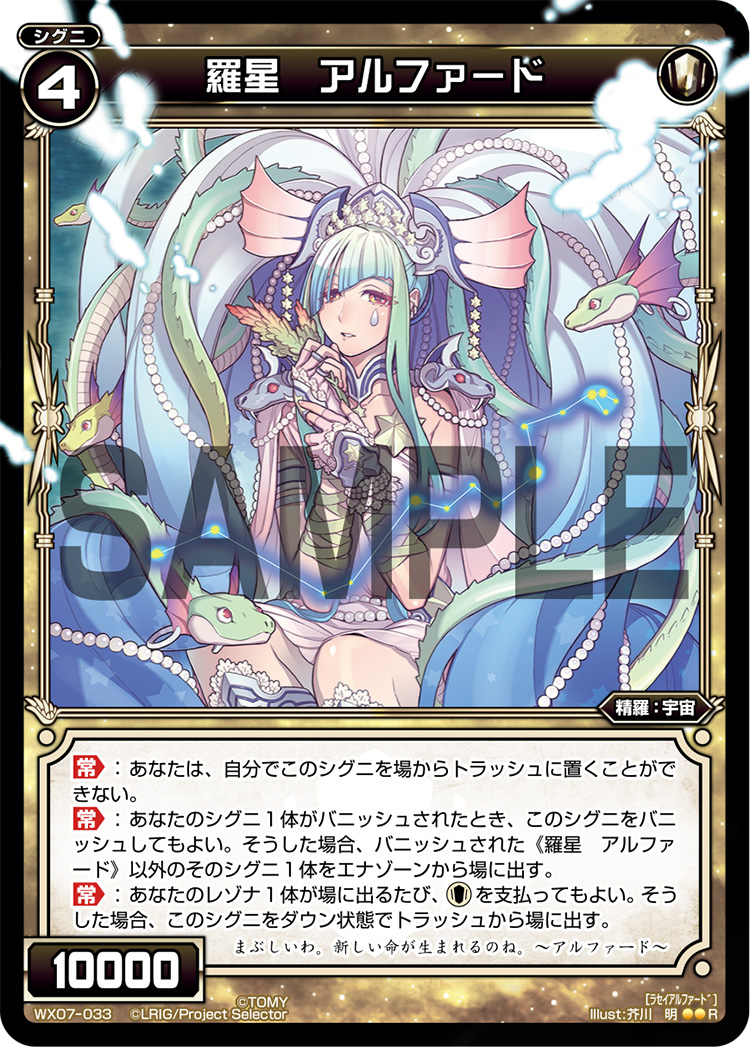 シグニ
4
羅星　アルファード
SAMPLE
精羅：宇宙
常：あなたは、自分でこのシグニを場からトラッシュに置くことがで
きない。
常：あなたのシグニ１体がバニッシュされたとき、このシグニをバニ
ッシュしてもよい。そうした場合、バニッシュされた《羅星　アルファ
ード》以外のそのシグニ１体をエナゾーンから場に出す。
常：あなたのレゾナ１体が場に出るたび、を支払ってもよい。そう
した場合、このシグニをダウン状態でトラッシュから場に出す。
まぶしいわ。新しい命が生まれるのね。～アルファード～
10000
©TOMY
[ﾗｾｲｱﾙﾌｧｰﾄﾞ]
WX07-033 ©LRIG/Project Selector
Illust:芥川　明 R